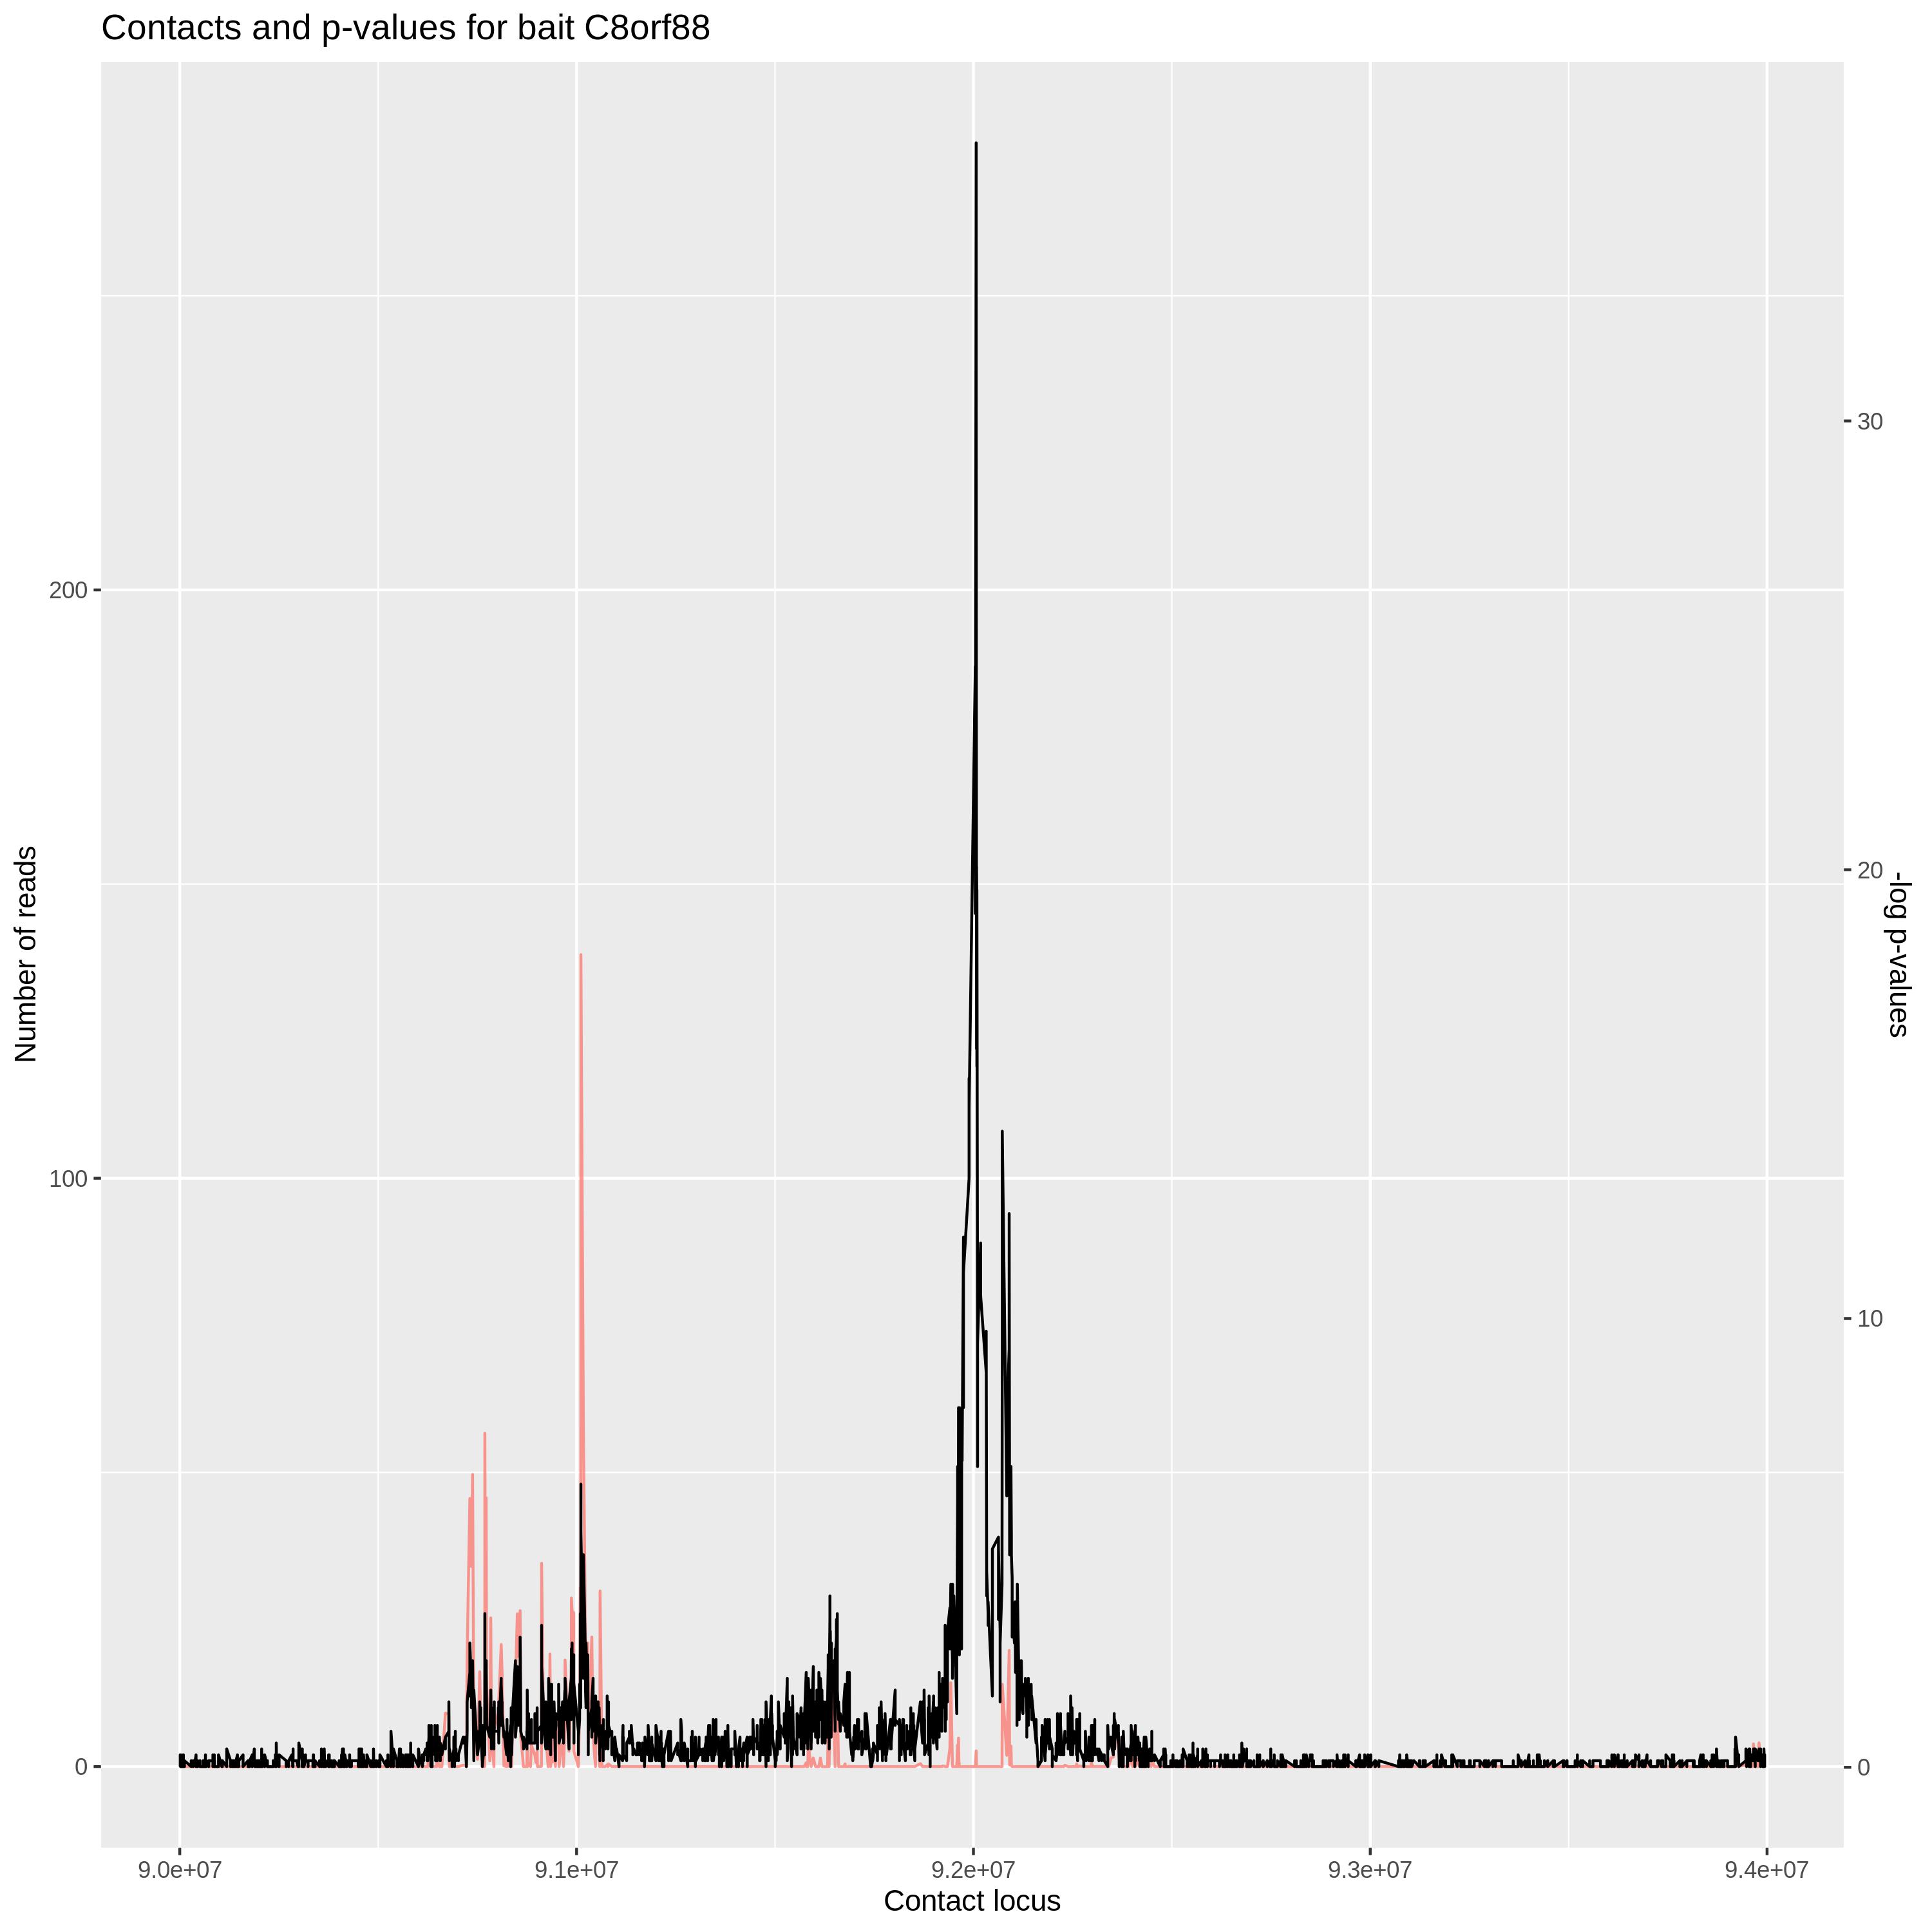 Contacts and p-values for bait C8orf88
Number of reads
200
100
0
30
20
10
0
-log p-values
9.0e+07 9.1e+07 9.2e+07 9.3e+07 9.4e+07
Contact locus